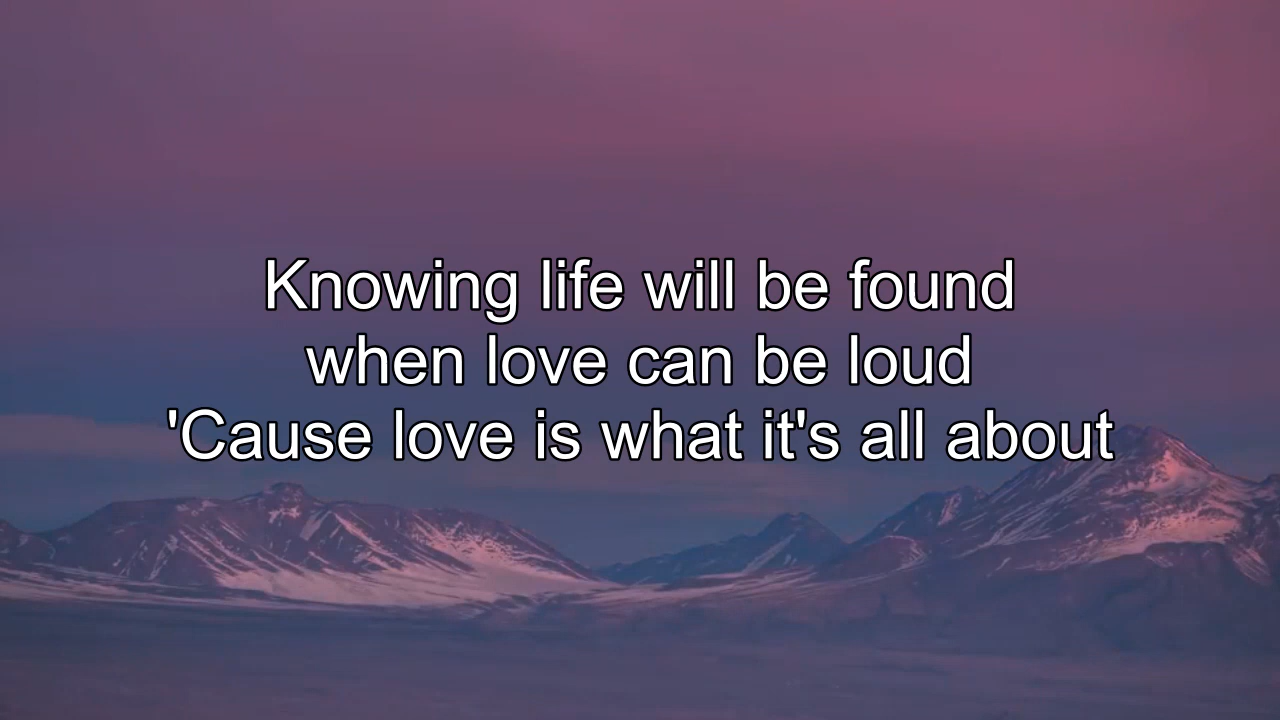 Knowing life will be found
when love can be loud
'Cause love is what it's all about